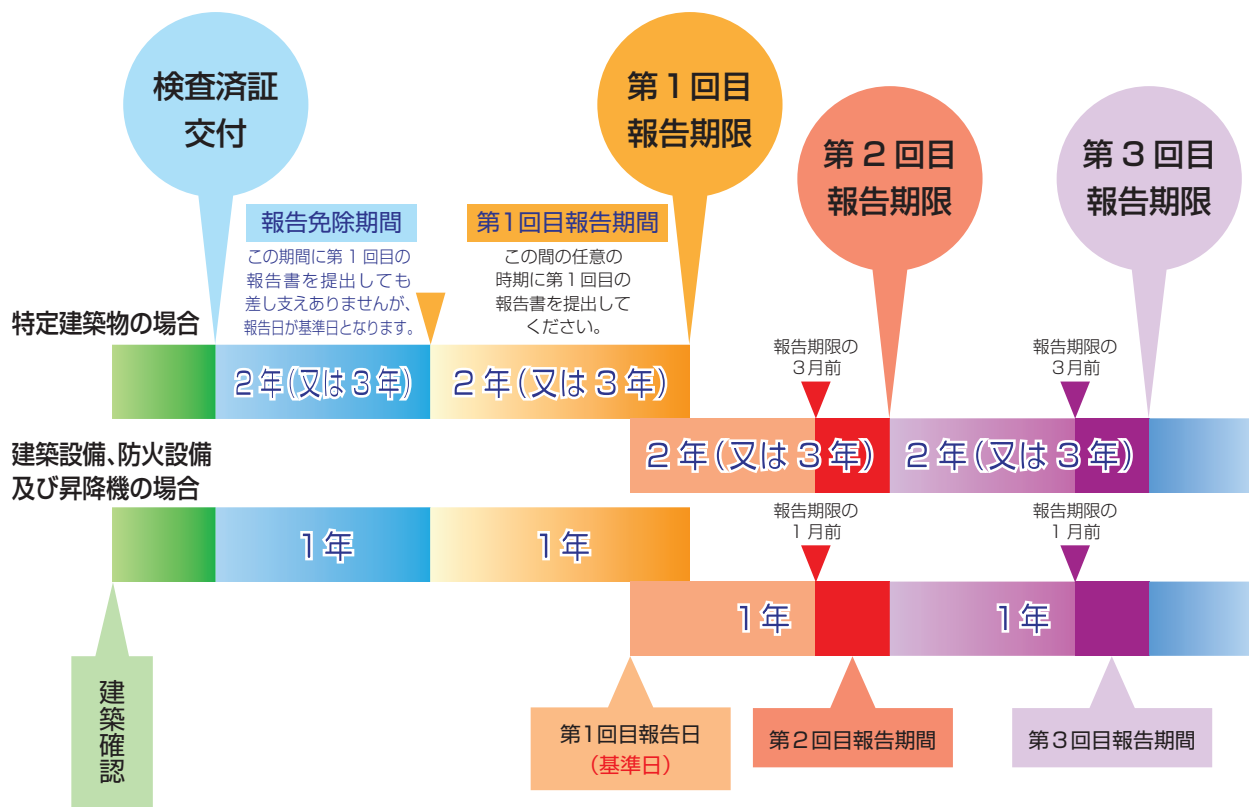 検査済証
交付
第1回目
報告期限
第2回目
報告期限
第3回目
報告期限
報告免除期間
この期間に第1回目の
報告書を提出しても
差し支えありませんが、
報告日が基準日となります。
第1回目報告期間
この間の任意の
時期に第1回目の
報告書を提出して
ください。
特定建築物の場合
2年(又は3年)
2年(又は3年)
報告期限の
3月前
報告期限の
3月前
2年(又は3年)
2年(又は3年)
建築設備、防火設備
及び昇降機の場合
1年
1年
報告期限の
1月前
報告期限の
1月前
1年
1年
建築確認
第1回目報告日
(基準日)
第2回目報告期間
第3回目報告期間